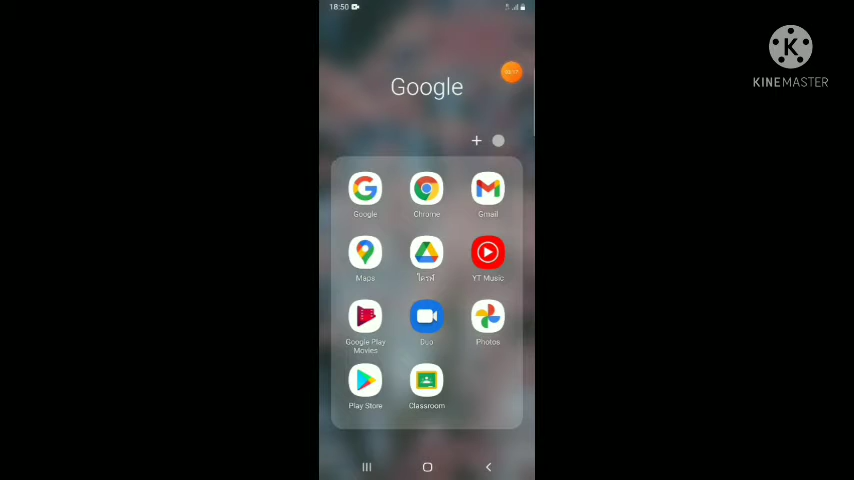 18:50
Google
KINEMASTER
Google
Chrome
Gmail
Maps
ไดรฟ์
YT Music
Google Play
Movies
Duo
Photos
Play Store
Classroom